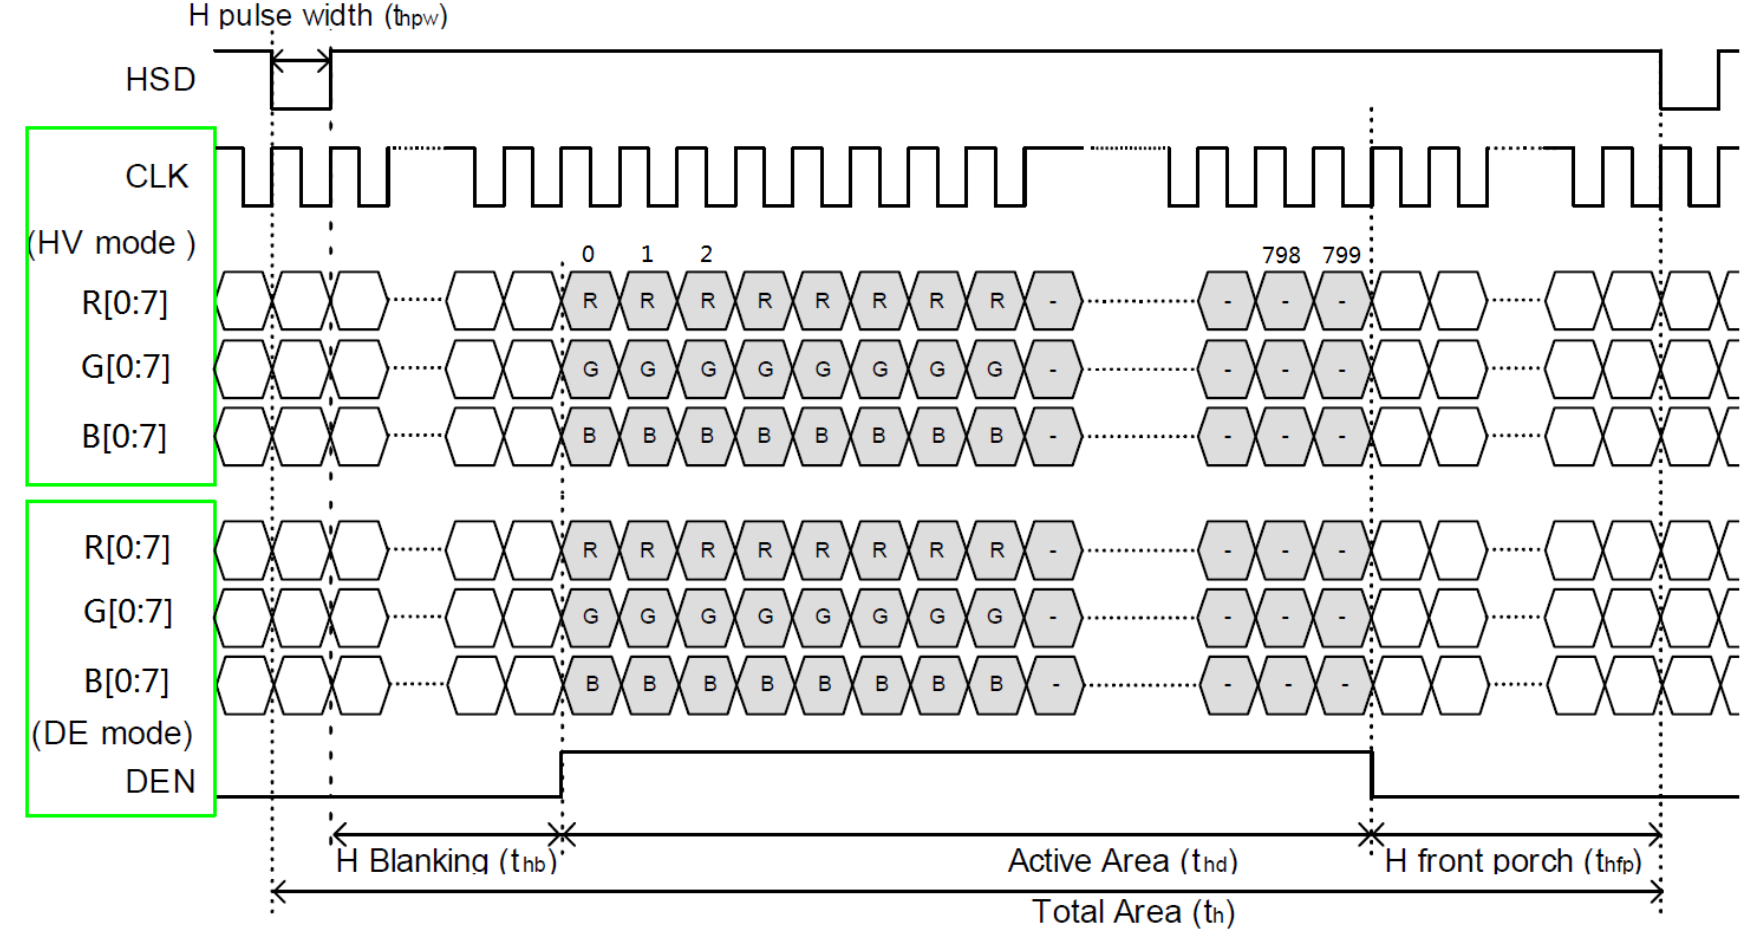 H pulse width (thpw)
HSD
CLK
(HV mode )
0 1 2 798 799
R[0:7] R R R R R R R R - - - -
G[0:7] G G G G G G G G - - - -
B[0:7] B B B B B B B B - - - -
R[0:7] R R R R R R R R - - - -
G[0:7] G G G G G G G G - - - -
B[0:7] B B B B B B B B - - - -
(DE mode)
DEN
H Blanking (thb) Active Area (thd) H front porch (thfp)
Total Area (th)